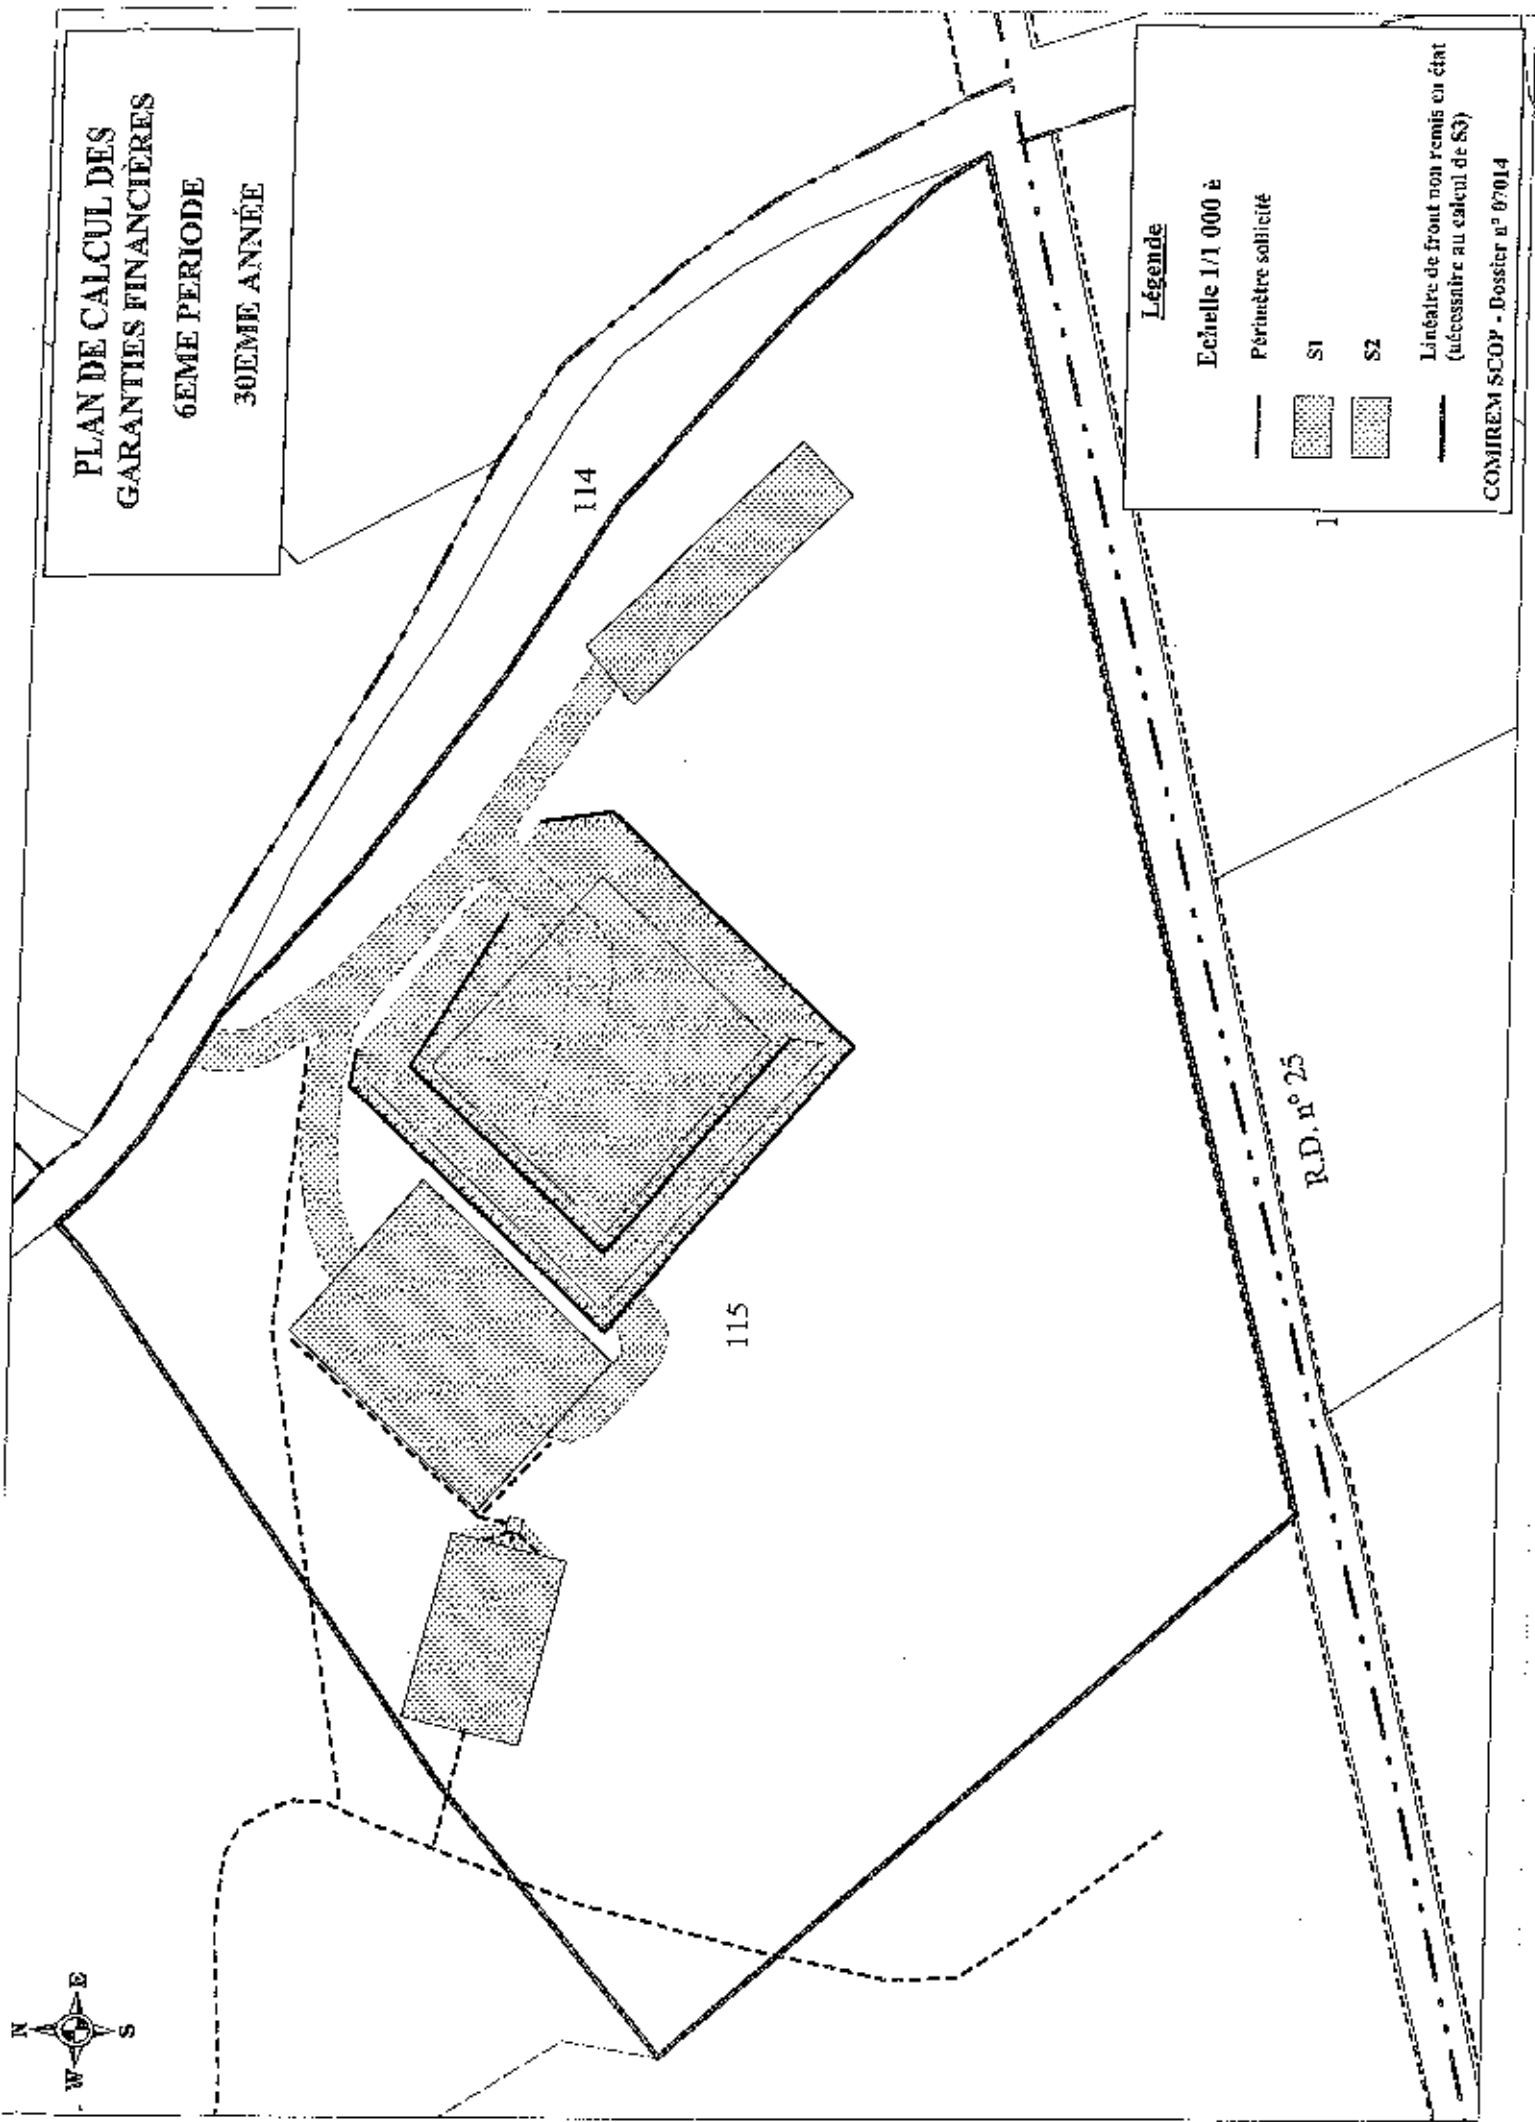 PLAN DE CALCUL DES
GARANTIES FINANCIÈRES
6EME PERIODE
30EME ANNÉE
N
W
E
S
114
115
R.D. n° 25
1
Légende
Echelle 1/1 000 è
Périmètre sollicité
S1
S2
Linéaire de front non remis en état
(nécessaire au calcul de S3)
COMIREM SCOP - Dossier n° 07014